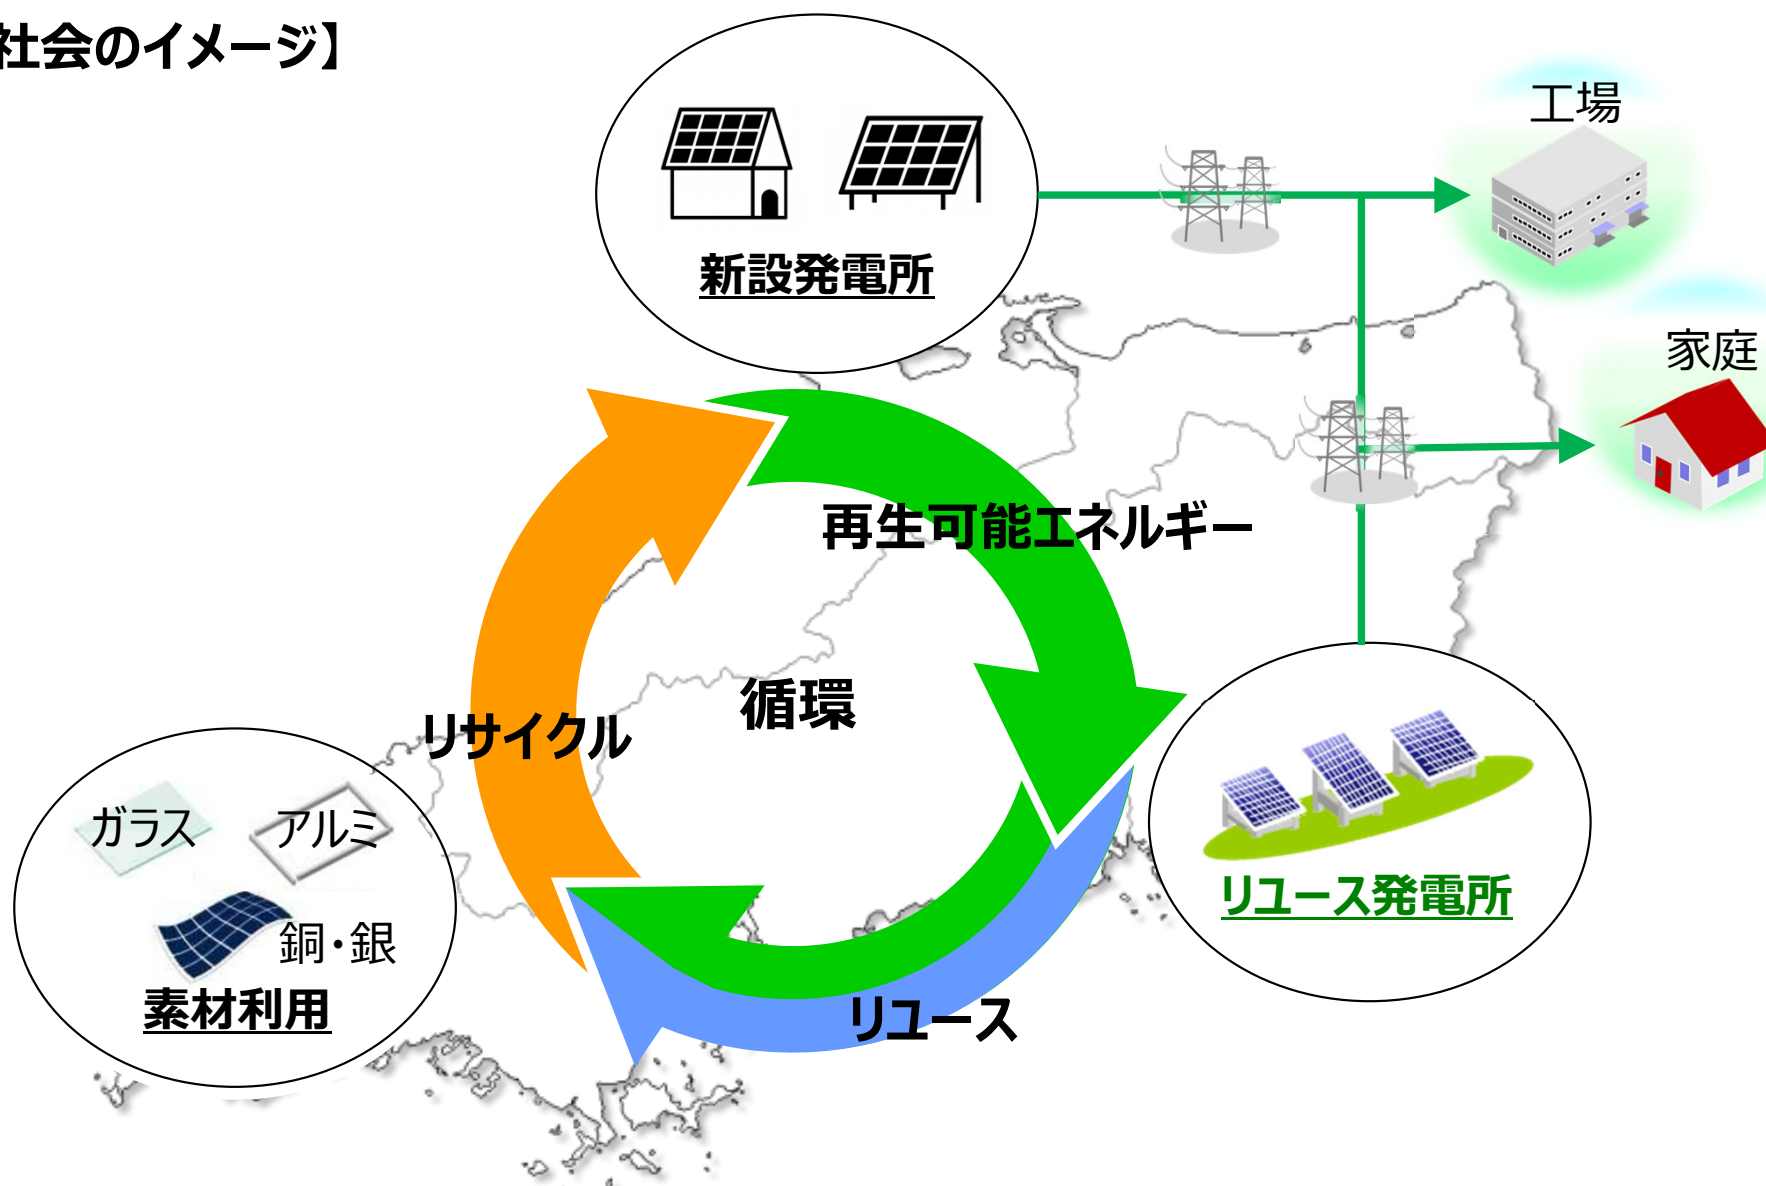 社会のイメージ】
工場
新設発電所
家庭
再生可能エネルギー
循環
リサイクル
ガラス
アルミ
リユース発電所
銅・銀
素材利用
リユース